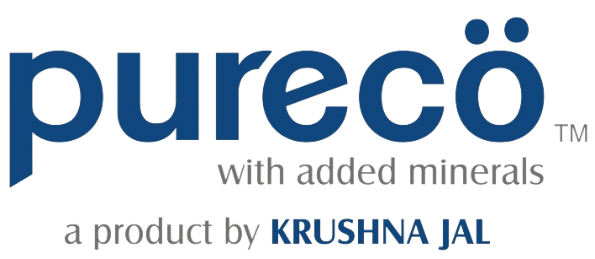 purecö™
with added minerals
a product by KRUSHNA JAL